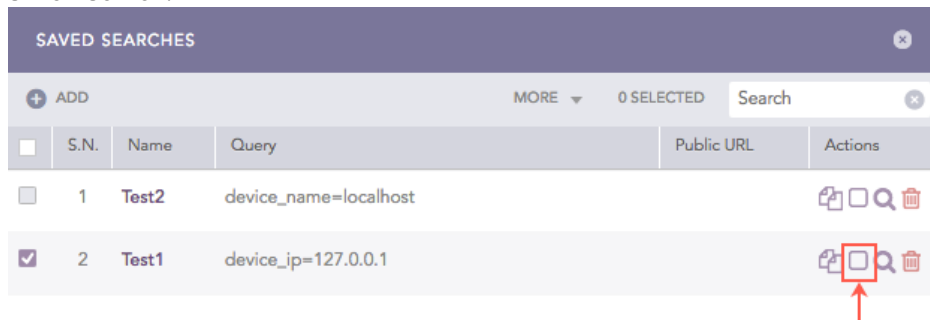 SAVED SEARCHES
ADD MORE 0 SELECTED Search
S.N. Name Query Public URL Actions
1 Test2 device_name=localhost
2 Test1 device_ip=127.0.0.1